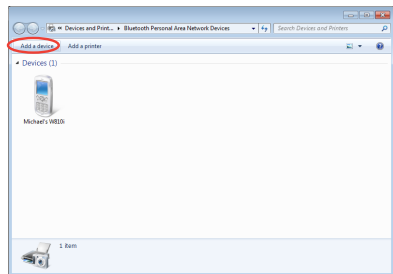 Devices and Print... Bluetooth Personal Area Network Devices Search Devices and Printers
Add a device Add a printer
Devices (1)
Michael's W810i
1 item